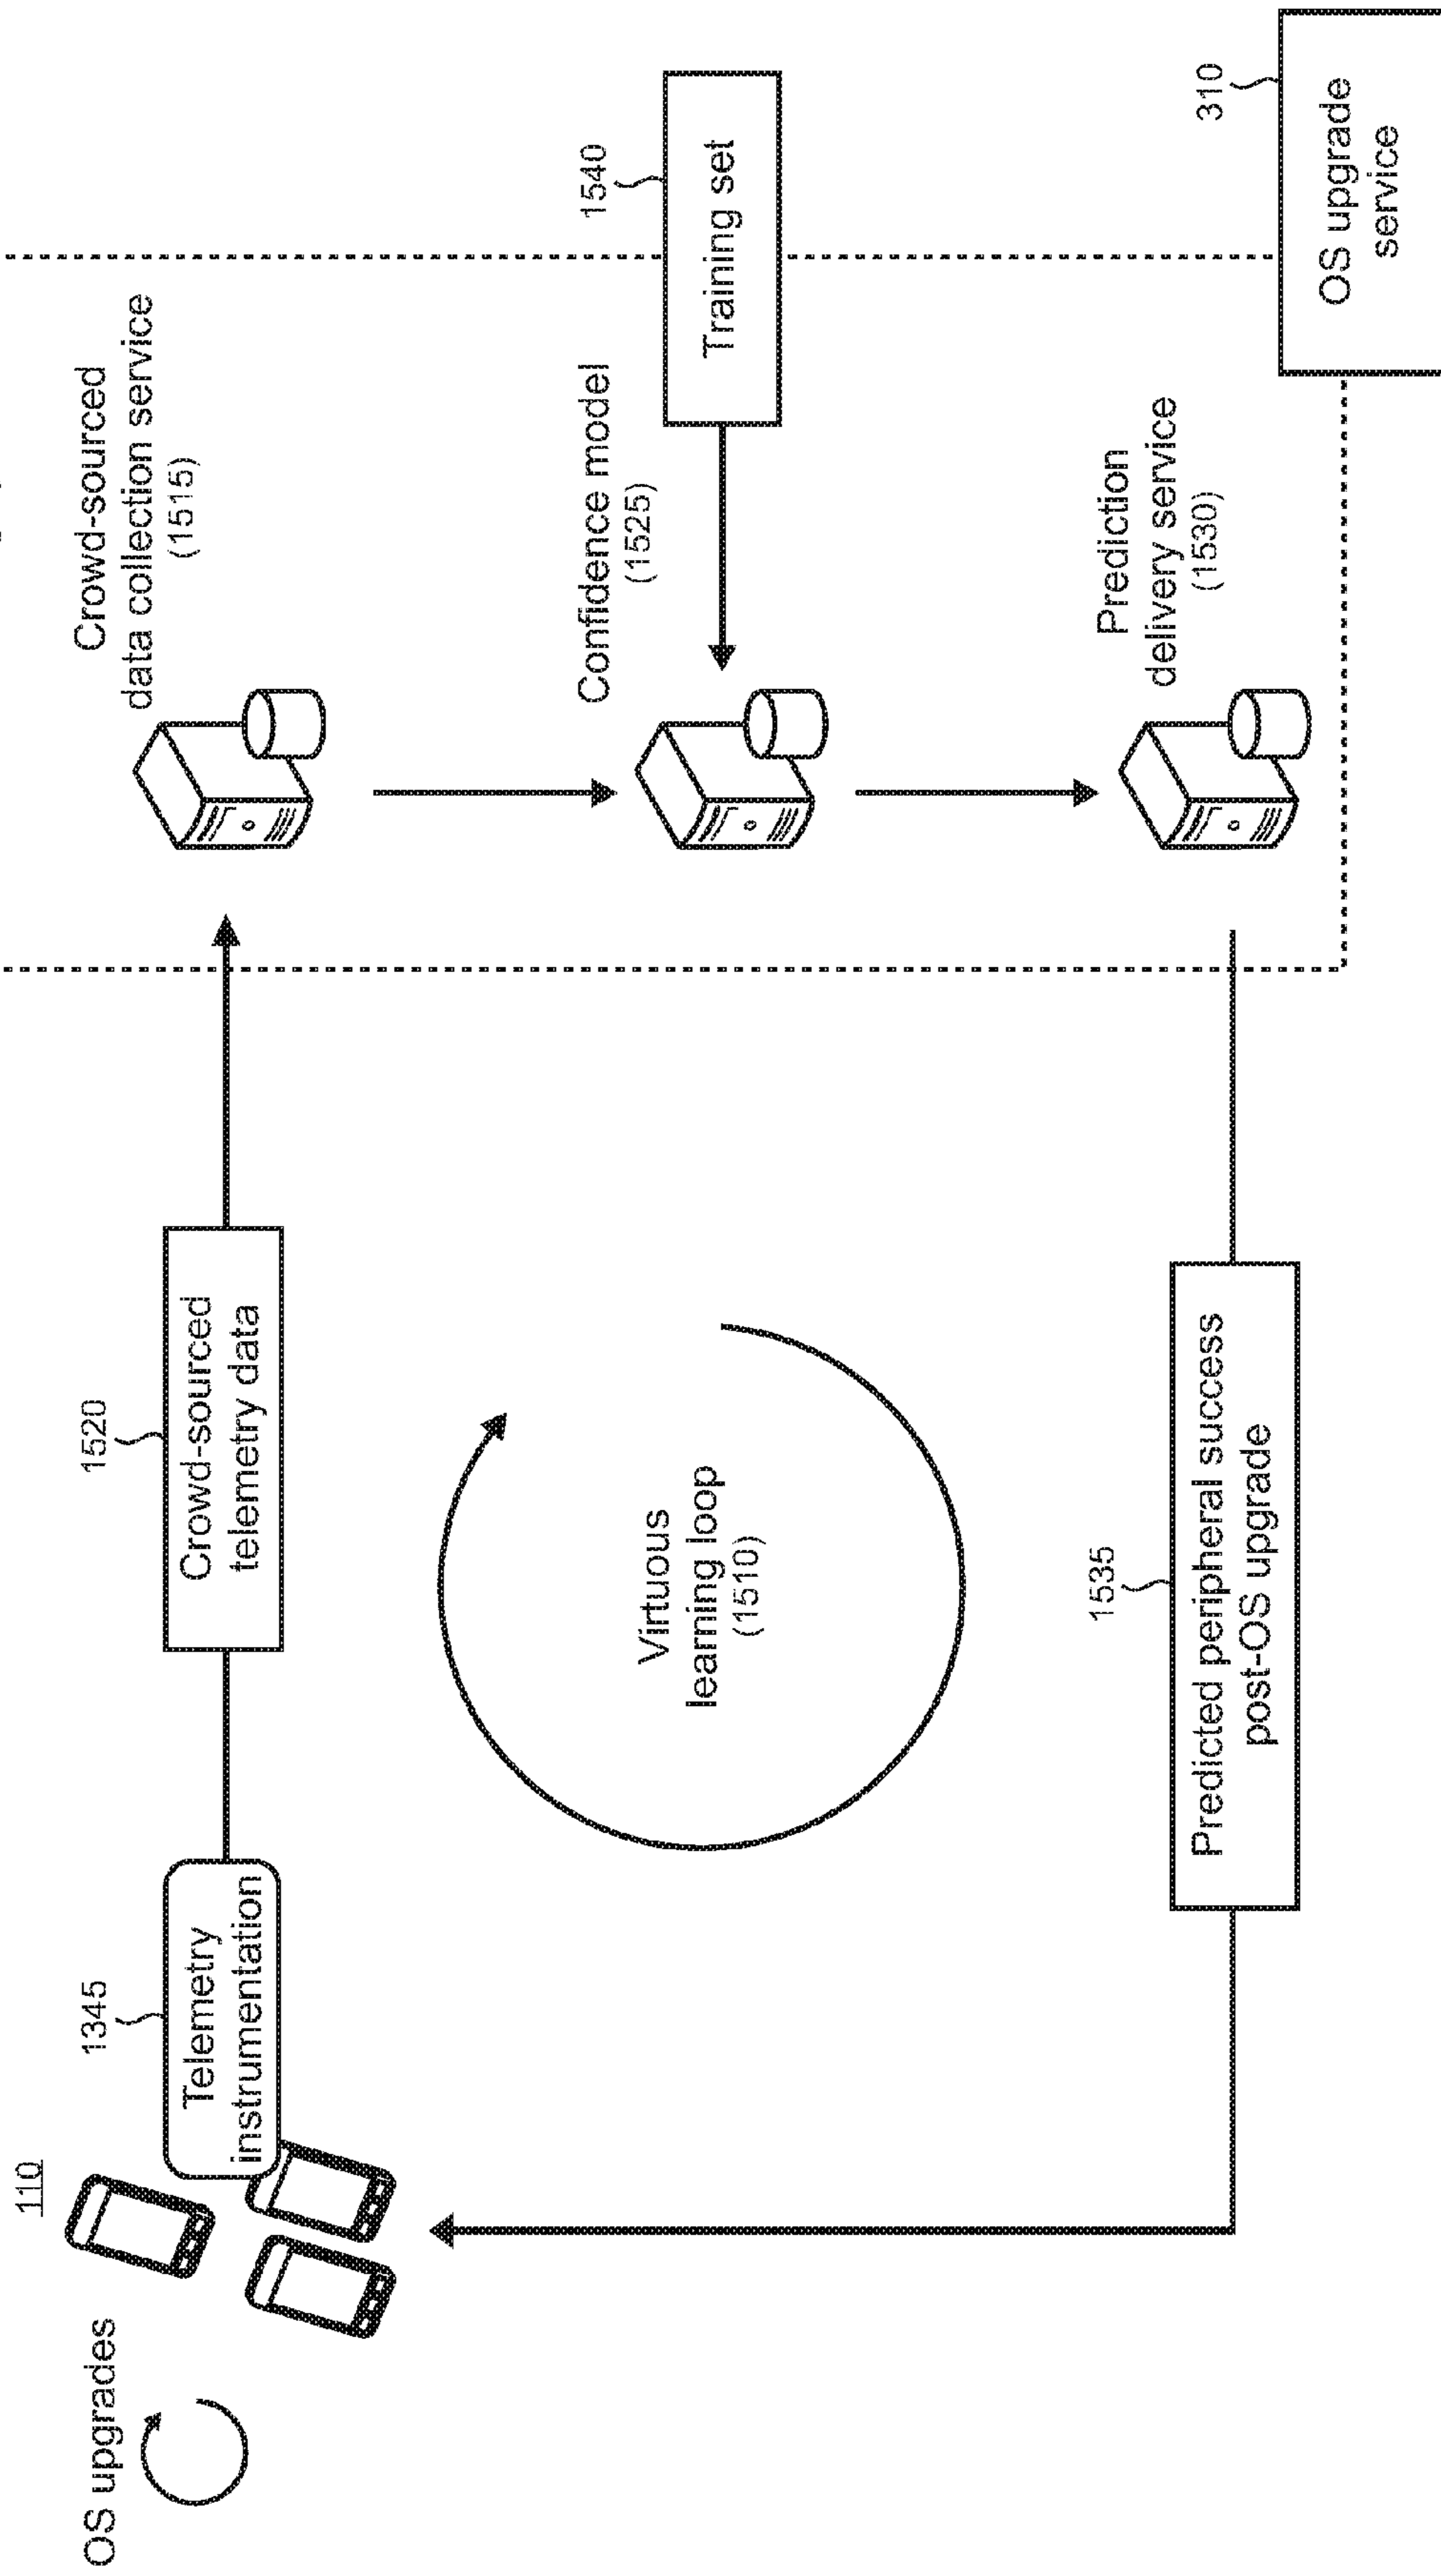 OS upgrades
110
1345
Telemetry
instrumentation
1520
Crowd-sourced
telemetry data
Crowd-sourced
data collection service
(1515)
Virtuous
learning loop
(1510)
Confidence model
(1525)
1540
Training set
1535
Predicted peripheral success
post-OS upgrade
Prediction
delivery service
(1530)
310
OS upgrade
service